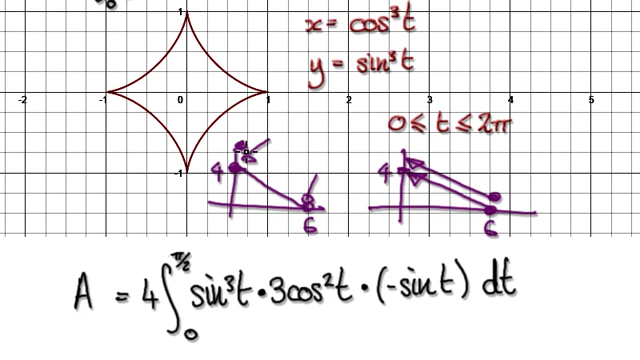 1
x = cos³t
y = sin³t
-2 -1 0 1 2 3 4 5
0 ≤ t ≤ 2π
4 4
-1
6 6
A = 4∫₀^(π/2) sin³t · 3cos²t · (-sin t) dt